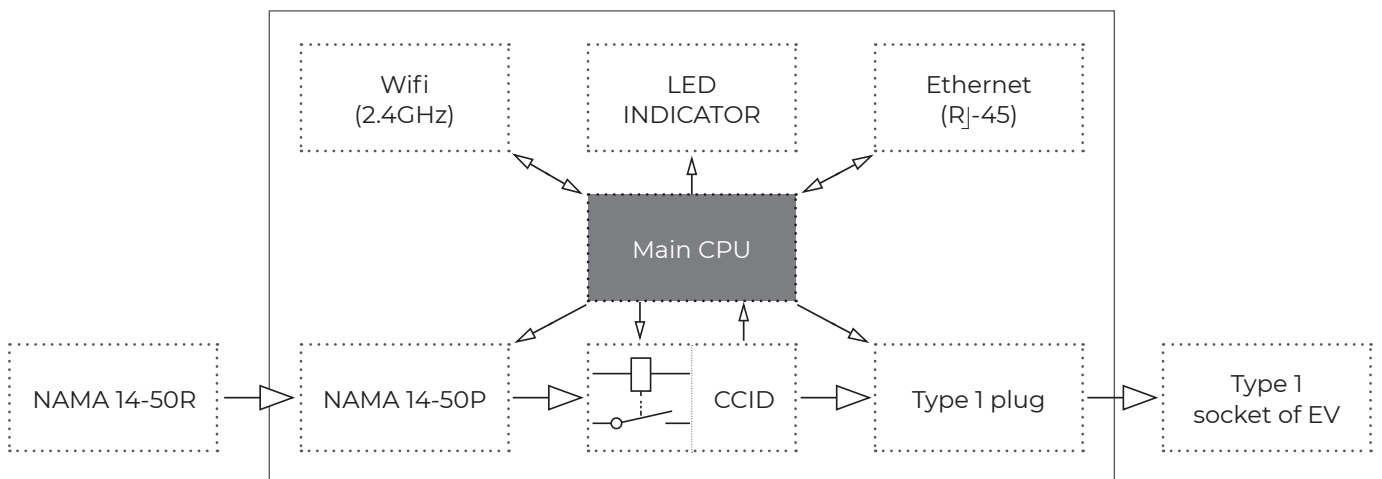 Wifi
(2.4GHz)
LED
INDICATOR
Ethernet
(RJ-45)
Main CPU
NAMA 14-50R
NAMA 14-50P
CCID
Type 1 plug
Type 1
socket of EV